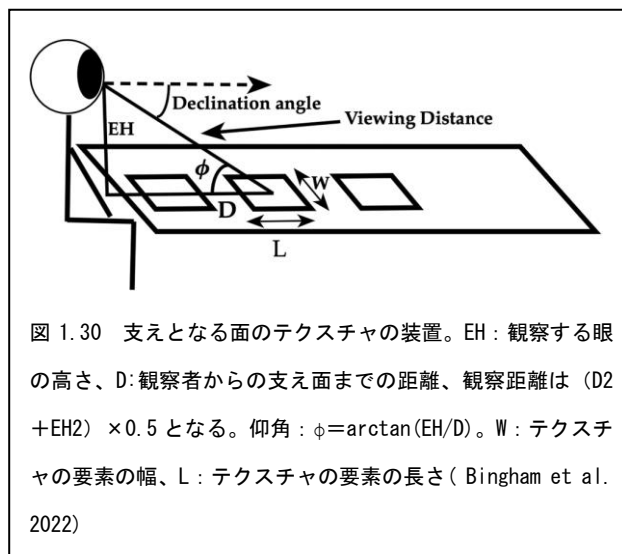 Declination angle
EH
Viewing Distance
φ
W
D
L
図 1.30 支えとなる面のテクスチャの装置。EH：観察する眼
の高さ、D:観察者からの支え面までの距離、観察距離は（D2
＋EH2）×0.5 となる。仰角：φ＝arctan(EH/D)。W：テクス
チャの要素の幅、L：テクスチャの要素の長さ( Bingham et al.
2022)